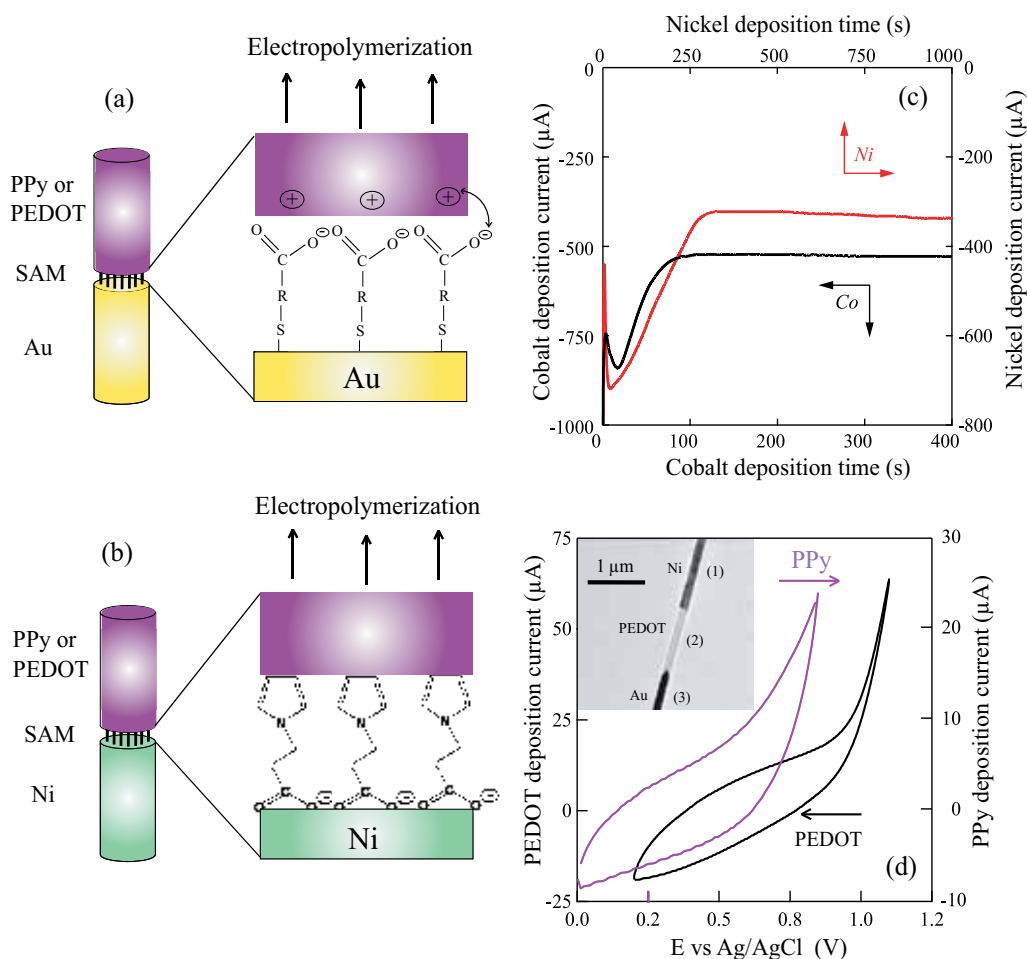 (a)
Electropolymerization
PPy or
PEDOT
SAM
Au
+
+
+
O
O
⊖
O
O
⊖
O
O
⊖
C
C
C
R
R
R
S
S
S
Au
(b)
Electropolymerization
PPy or
PEDOT
SAM
Ni
N
N
N
C
C
C
O
O
⊖
O
O
⊖
O
O
⊖
Ni
Nickel deposition time (s)
0 250 500 750 1000
(c)
Cobalt deposition current (µA)
0
-250
-500
-750
-1000
Nickel deposition current (µA)
0
-200
-400
-600
-800
Ni
Co
0 100 200 300 400
Cobalt deposition time (s)
PEDOT deposition current (µA)
75
50
25
0
-25
PPy deposition current (µA)
30
20
10
0
-10
1 µm
Ni
(1)
PEDOT
(2)
Au
(3)
PPy
PEDOT
(d)
0.0 0.2 0.5 0.8 1.0 1.2
E vs Ag/AgCl (V)